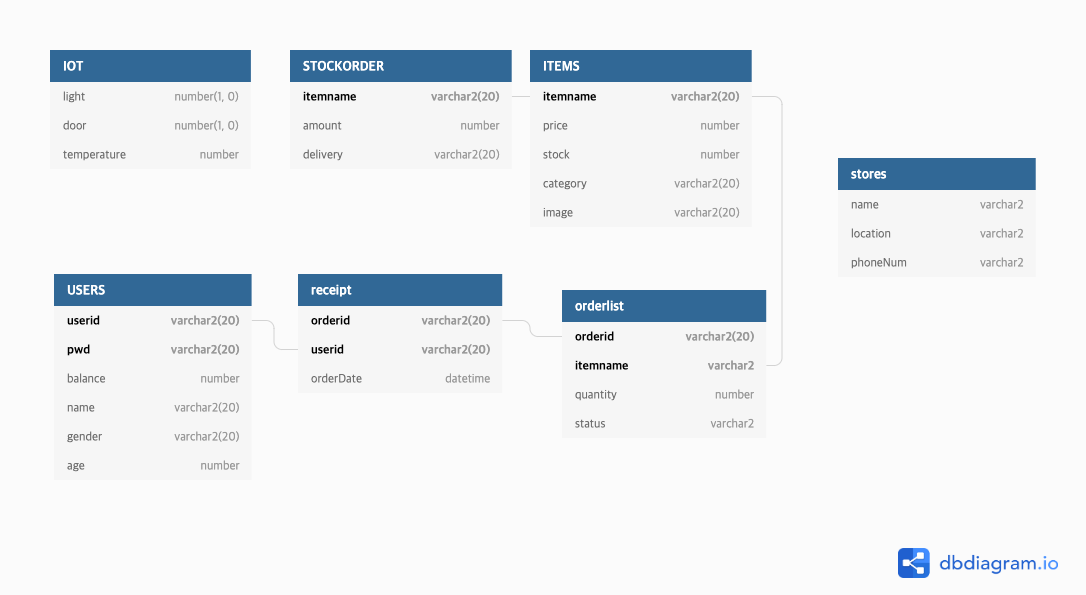 IOT
light number(1, 0)
door number(1, 0)
temperature number
STOCKORDER
itemname varchar2(20)
amount number
delivery varchar2(20)
ITEMS
itemname varchar2(20)
price number
stock number
category varchar2(20)
image varchar2(20)
stores
name varchar2
location varchar2
phoneNum varchar2
USERS
userid varchar2(20)
pwd varchar2(20)
balance number
name varchar2(20)
gender varchar2(20)
age number
receipt
orderid varchar2(20)
userid varchar2(20)
orderDate datetime
orderlist
orderid varchar2(20)
itemname varchar2
quantity number
status varchar2
dbdiagram.io